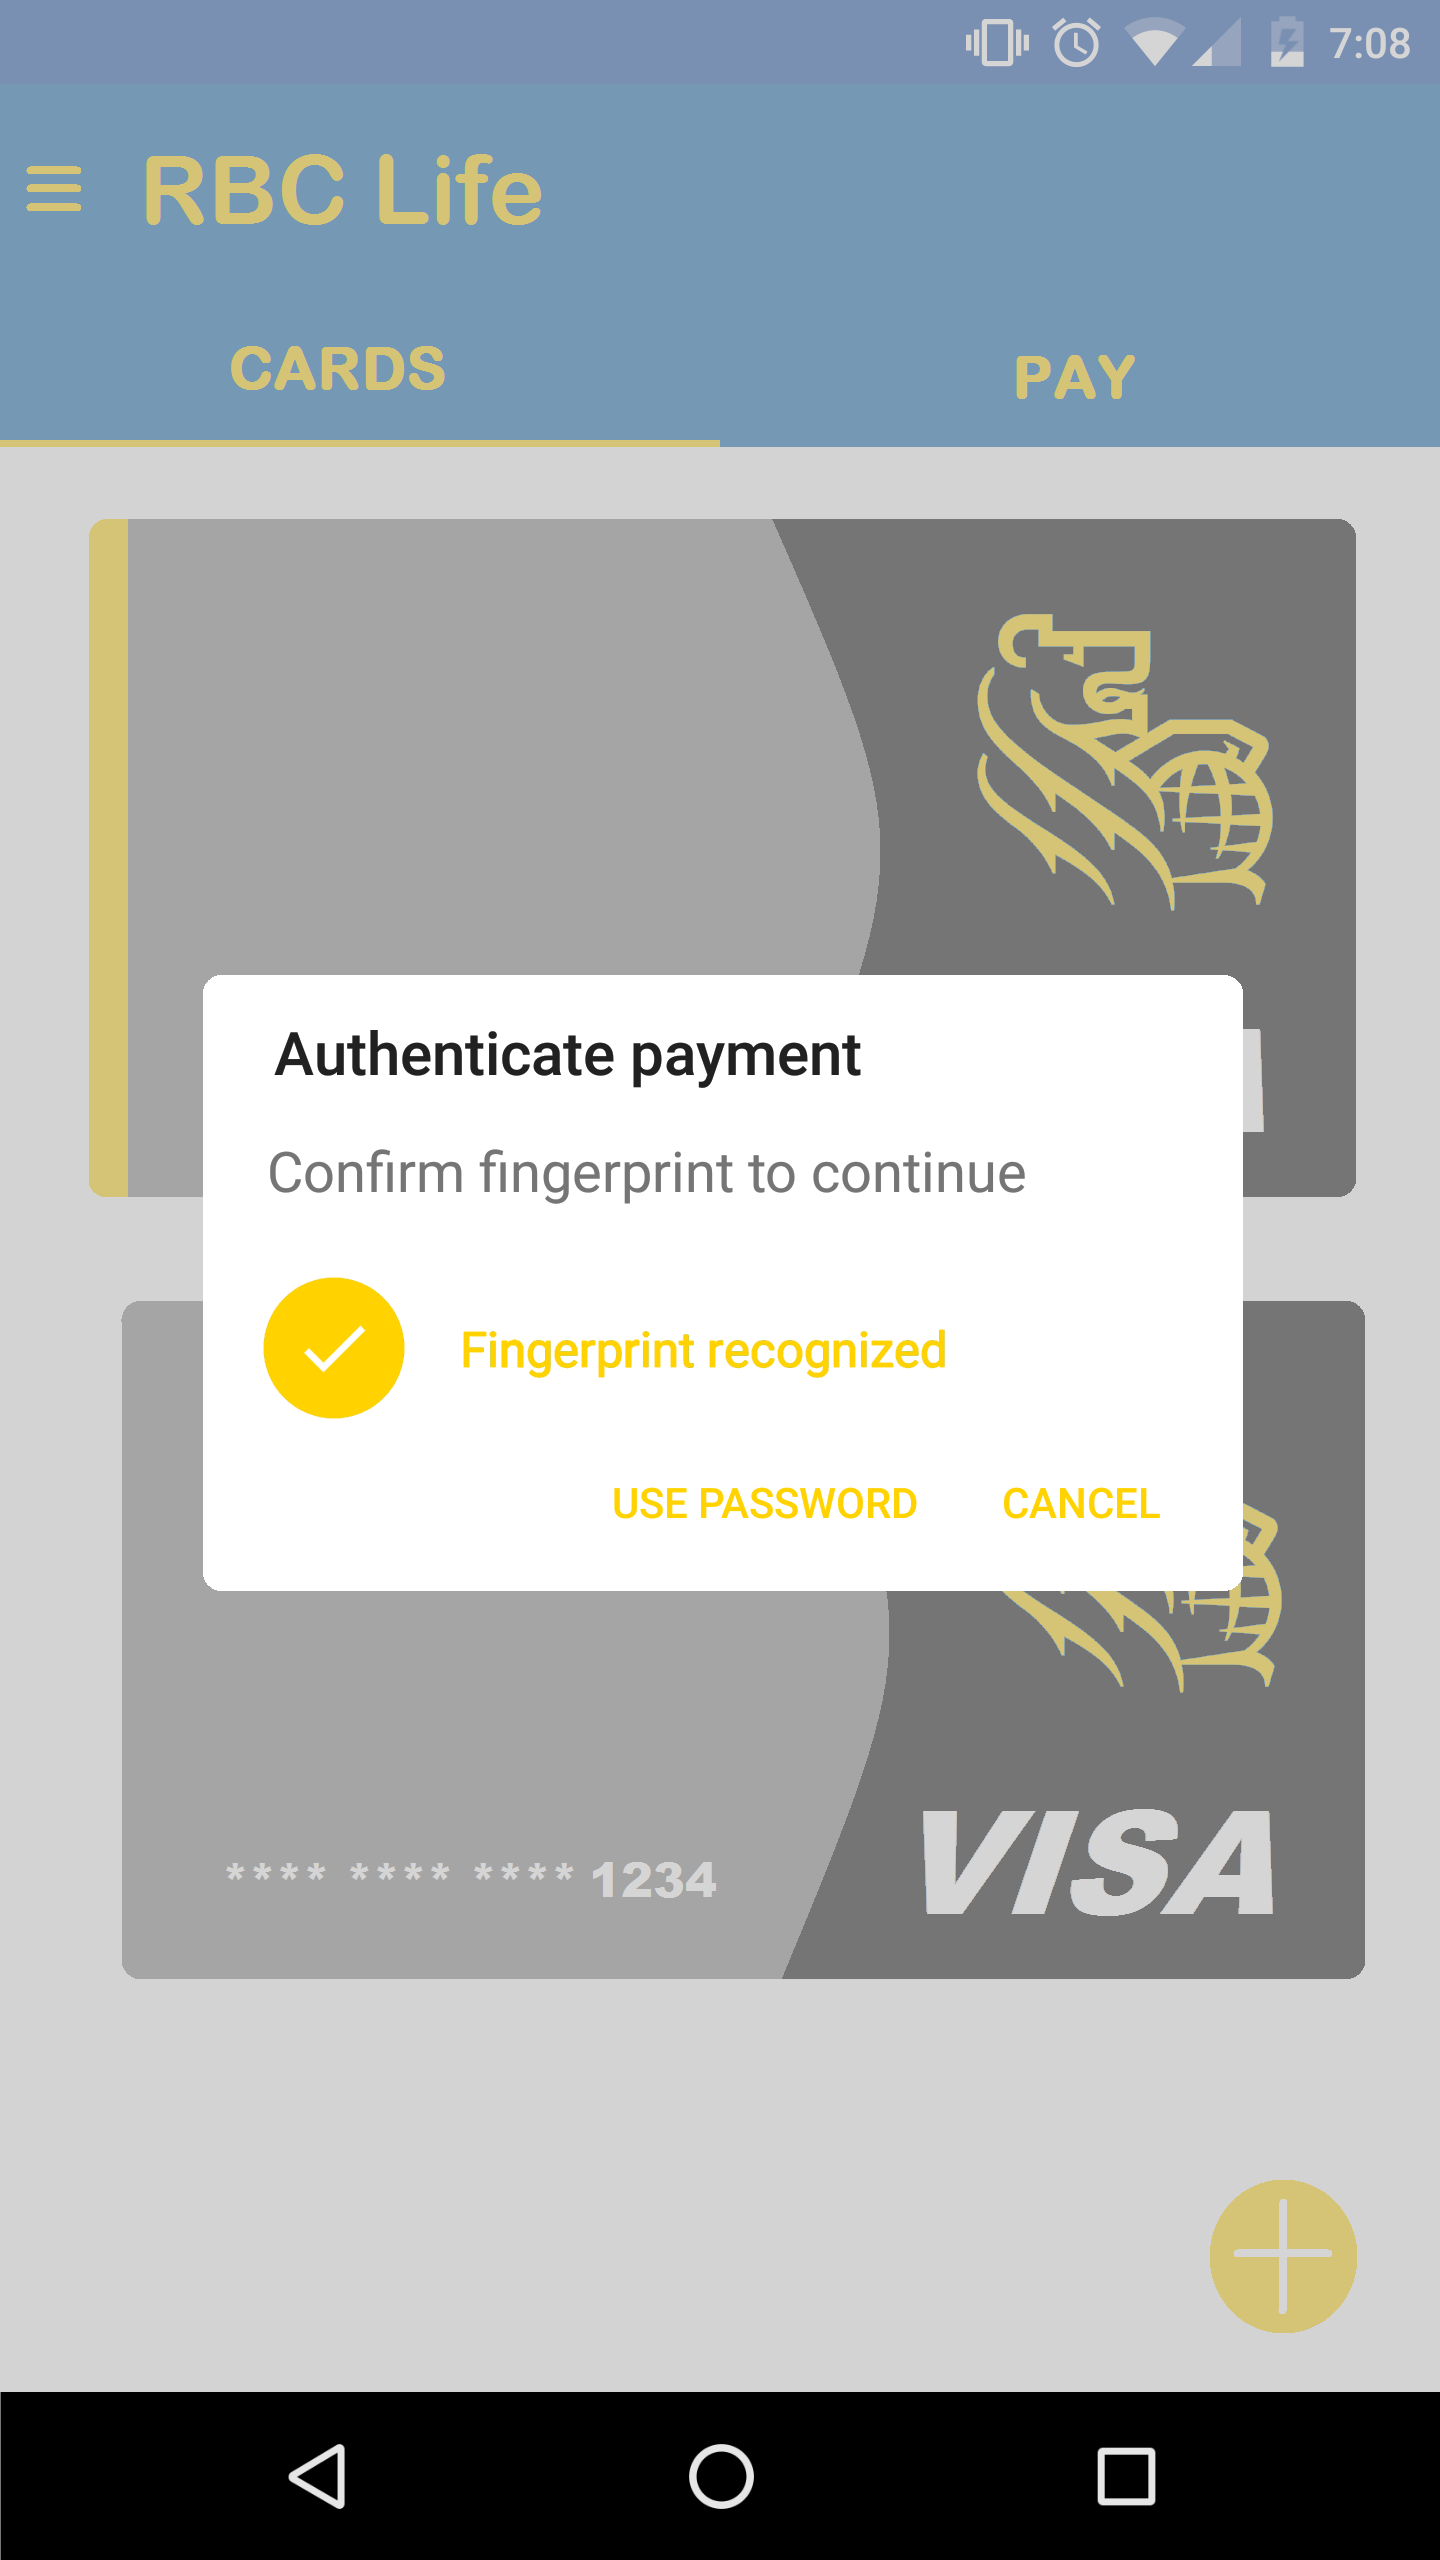 7:08
RBC Life
CARDS
PAY
Authenticate payment
Confirm fingerprint to continue
Fingerprint recognized
USE PASSWORD
CANCEL
**** **** **** 1234
VISA